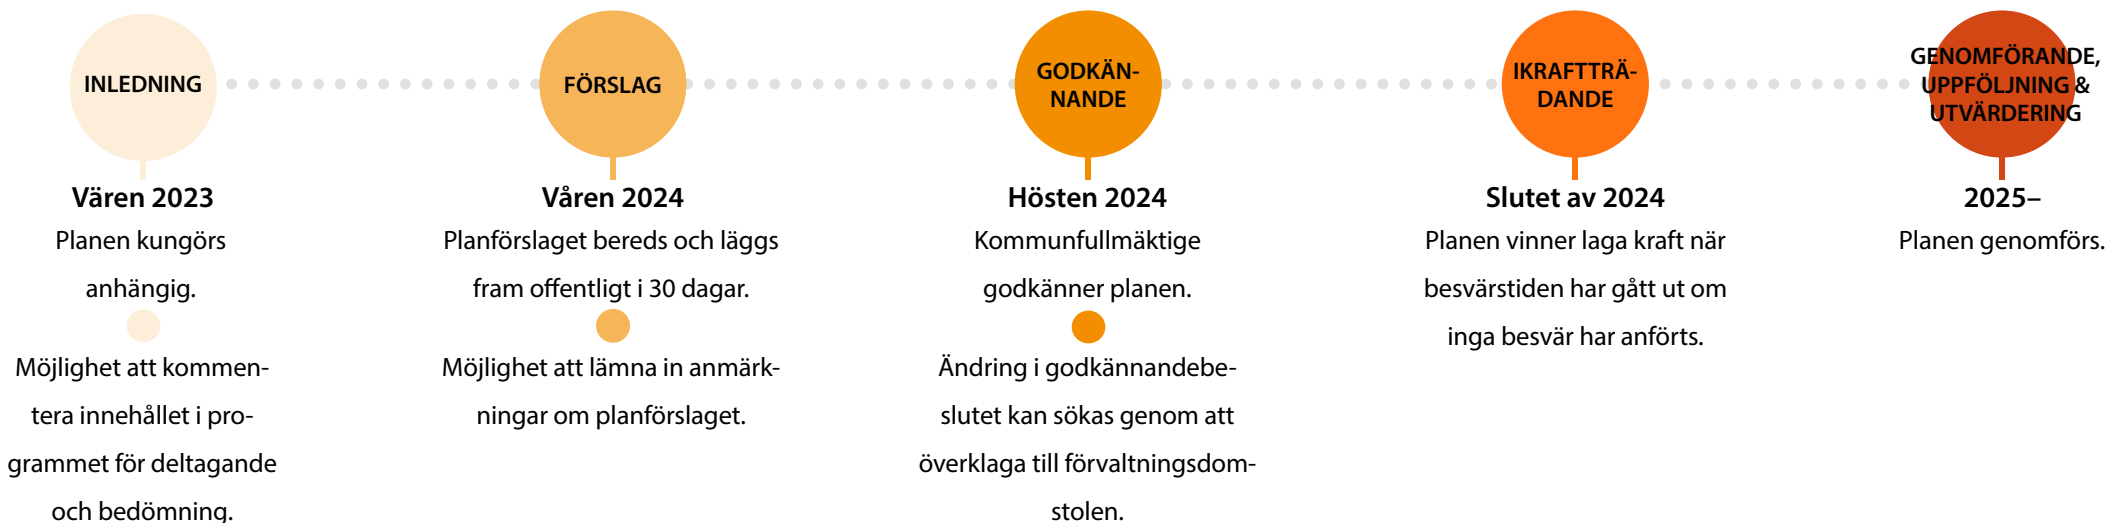 INLEDNING
Vären 2023
Planen kungörs
anhängig.
Möjlighet att kommen-
tera innehållet i pro-
grammet för deltagande
och bedömning.
FÖRSLAG
Våren 2024
Planförslaget bereds och läggs
fram offentligt i 30 dagar.
Möjlighet att lämna in anmärk-
ningar om planförslaget.
GODKÄN-
NANDE
Hösten 2024
Kommunfullmäktige
godkänner planen.
Ändring i godkännandebe-
slutet kan sökas genom att
överklaga till förvaltningsdom-
stolen.
IKRAFTTRÄ-
DANDE
Slutet av 2024
Planen vinner laga kraft när
besvärstiden har gått ut om
inga besvär har anförts.
GENOMFÖRANDE,
UPPFÖLJNING &
UTVÄRDERING
2025–
Planen genomförs.